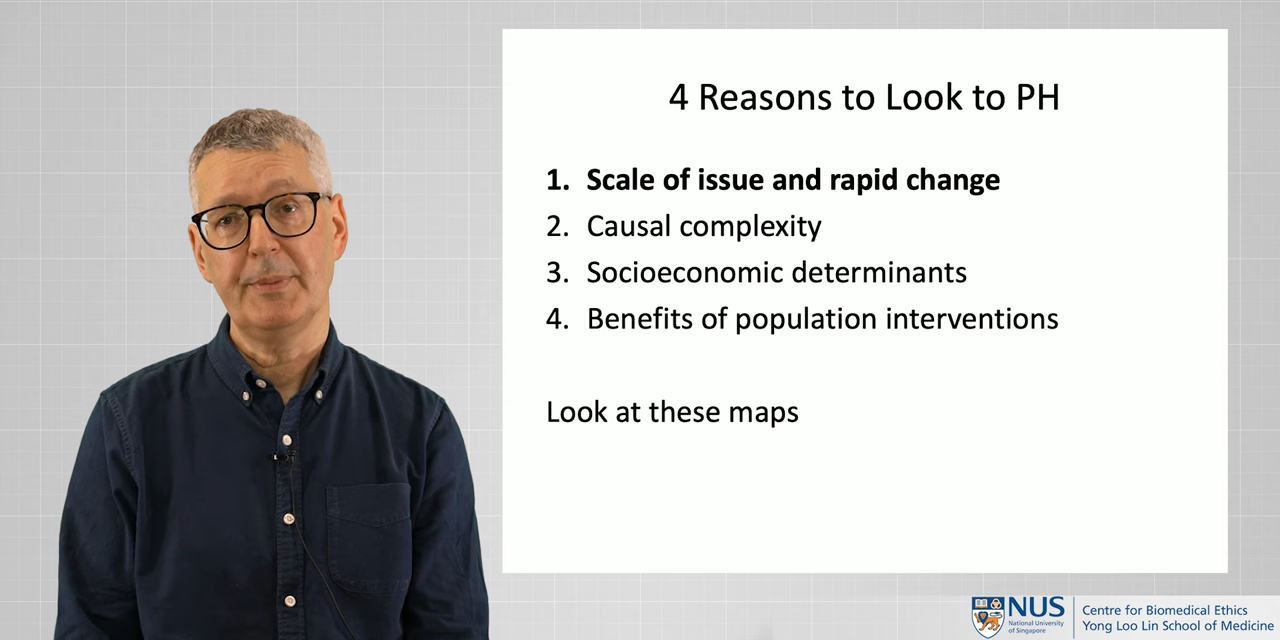 4 Reasons to Look to PH
1. Scale of issue and rapid change
2. Causal complexity
3. Socioeconomic determinants
4. Benefits of population interventions
Look at these maps
NUS
National University
of Singapore
Centre for Biomedical Ethics
Yong Loo Lin School of Medicine